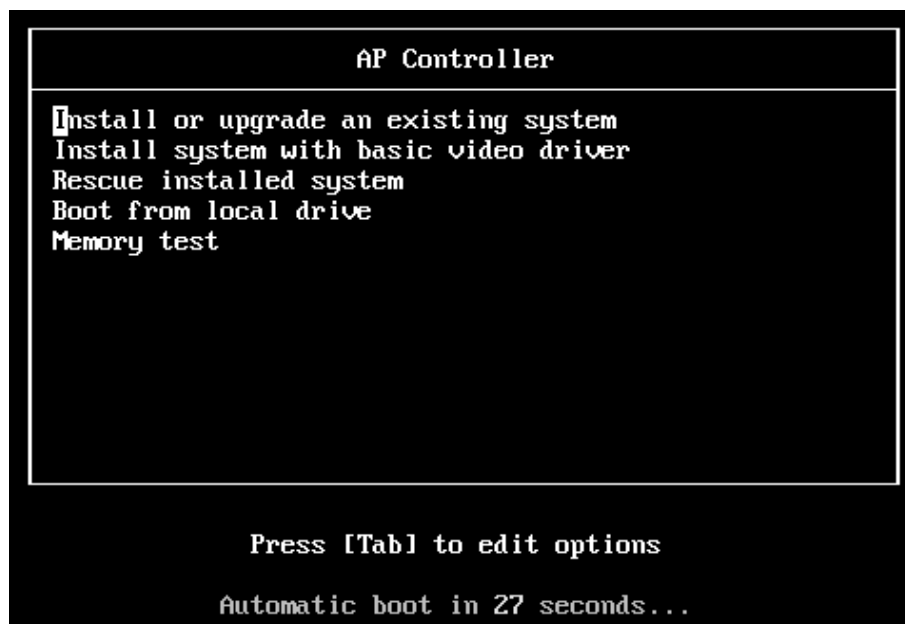 AP Controller
Install or upgrade an existing system
Install system with basic video driver
Rescue installed system
Boot from local drive
Memory test
Press [Tab] to edit options
Automatic boot in 27 seconds...